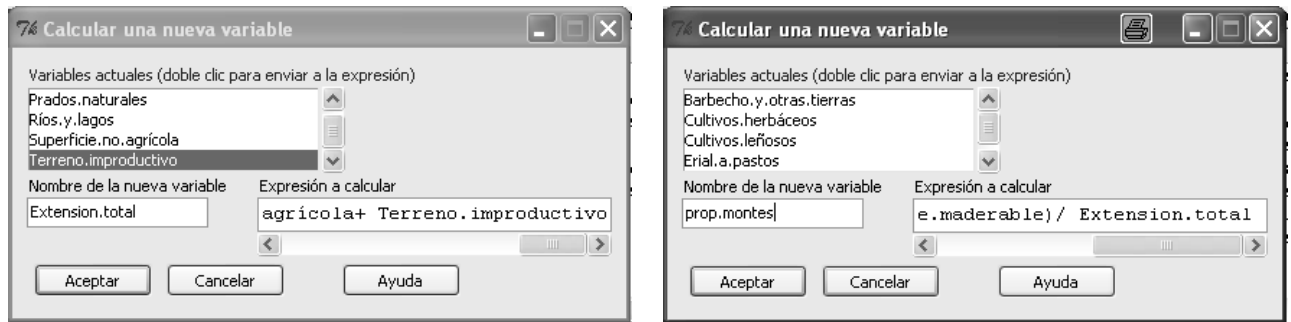 Calcular una nueva variable
Variables actuales (doble clic para enviar a la expresión)
Prados.naturales
Ríos.y.lagos
Superficie.no.agrícola
Terreno.improductivo
Nombre de la nueva variable
Expresión a calcular
Extension.total
agrícola+ Terreno.improductivo
Aceptar
Cancelar
Ayuda
Calcular una nueva variable
Variables actuales (doble clic para enviar a la expresión)
Barbecho.y.otras.tierras
Cultivos.herbáceos
Cultivos.leñosos
Erial.a.pastos
Nombre de la nueva variable
Expresión a calcular
prop.montes
e.maderable)/ Extension.total
Aceptar
Cancelar
Ayuda